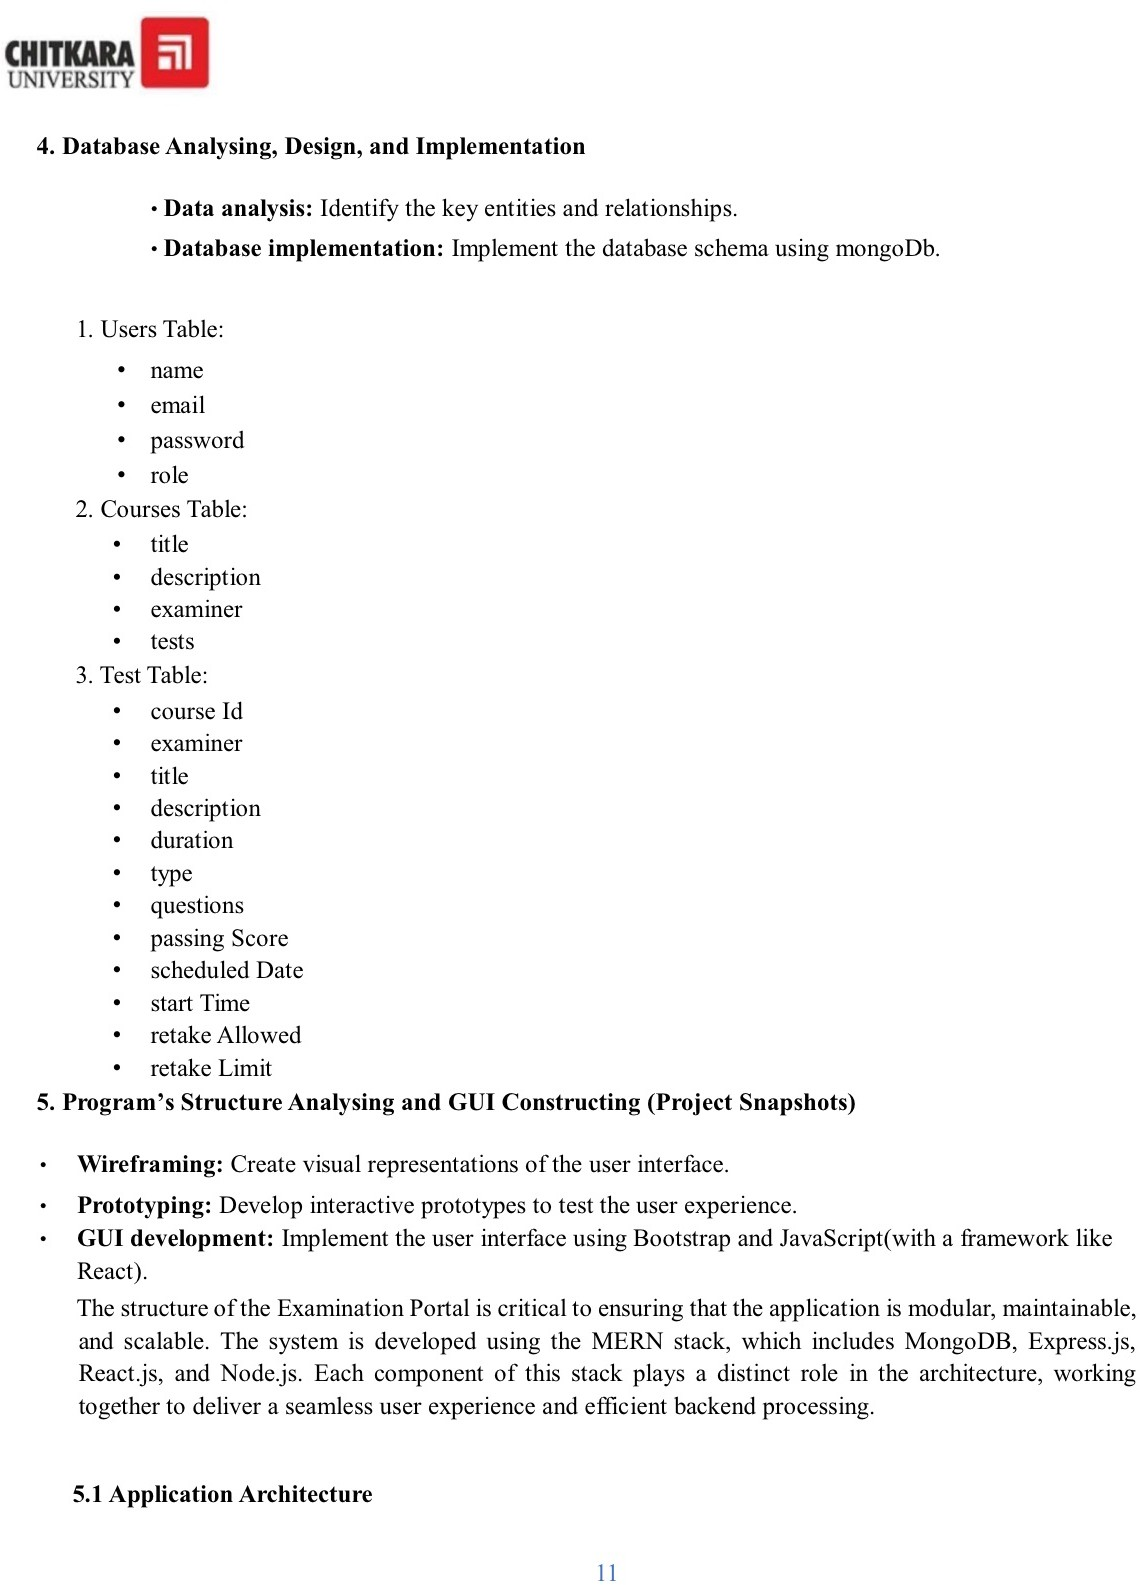 CHITKARA
UNIVERSITY
4. Database Analysing, Design, and Implementation
• Data analysis: Identify the key entities and relationships.
• Database implementation: Implement the database schema using mongoDb.
1. Users Table:
• name
• email
• password
• role
2. Courses Table:
• title
• description
• examiner
• tests
3. Test Table:
• course Id
• examiner
• title
• description
• duration
• type
• questions
• passing Score
• scheduled Date
• start Time
• retake Allowed
• retake Limit
5. Program’s Structure Analysing and GUI Constructing (Project Snapshots)
• Wireframing: Create visual representations of the user interface.
• Prototyping: Develop interactive prototypes to test the user experience.
• GUI development: Implement the user interface using Bootstrap and JavaScript(with a framework like
React).
The structure of the Examination Portal is critical to ensuring that the application is modular, maintainable,
and scalable. The system is developed using the MERN stack, which includes MongoDB, Express.js,
React.js, and Node.js. Each component of this stack plays a distinct role in the architecture, working
together to deliver a seamless user experience and efficient backend processing.
5.1 Application Architecture
11